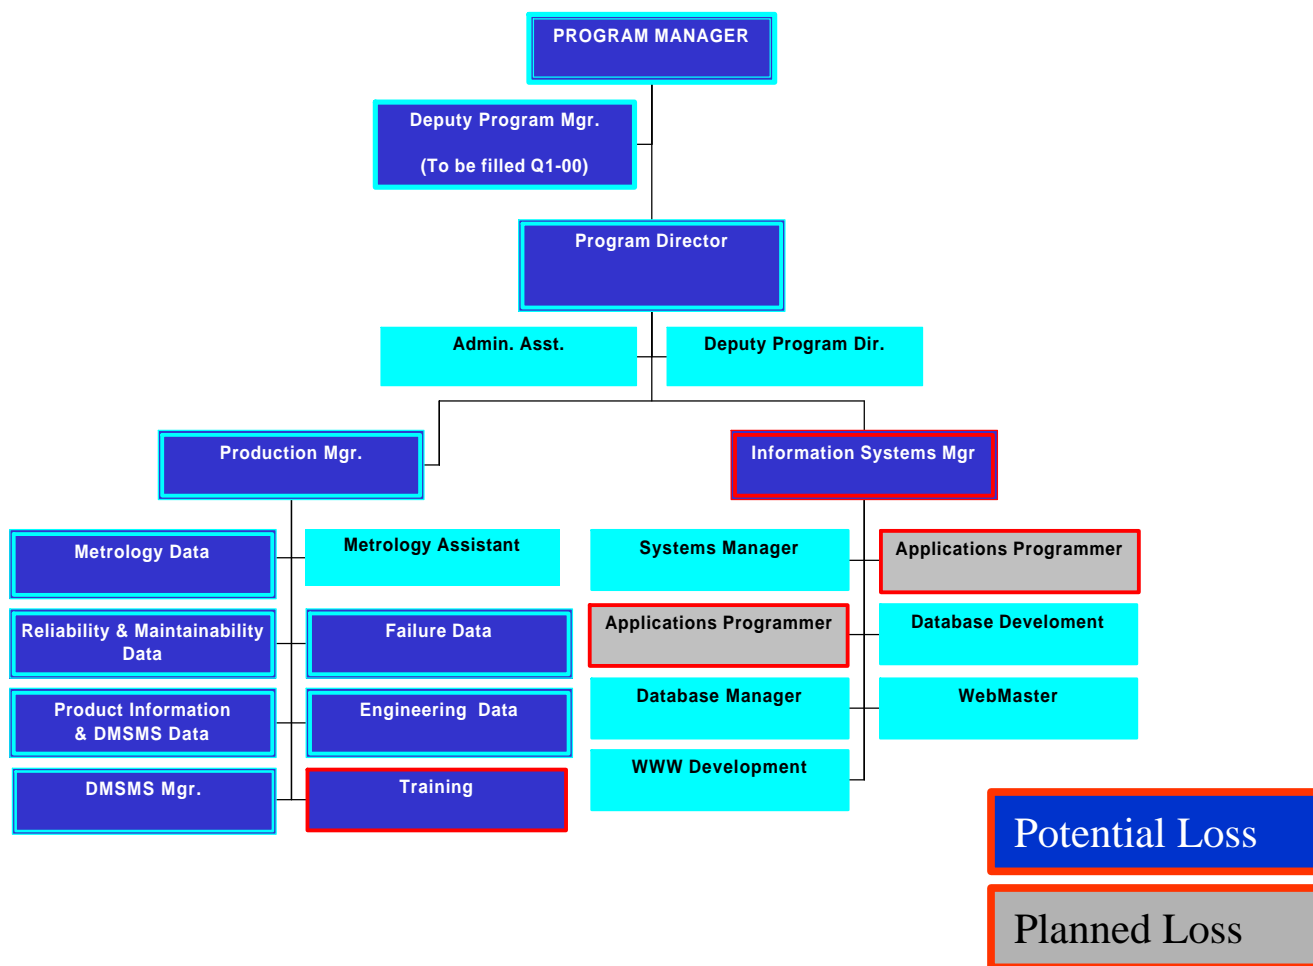 PROGRAM MANAGER
Deputy Program Mgr.
(To be filled Q1-00)
Program Director
Admin. Asst.
Deputy Program Dir.
Production Mgr.
Information Systems Mgr
Metrology Data
Metrology Assistant
Reliability & Maintainability
Data
Failure Data
Product Information
& DMSMS Data
Engineering Data
DMSMS Mgr.
Training
Systems Manager
Applications Programmer
Applications Programmer
Database Develoment
Database Manager
WebMaster
WWW Development
Potential Loss
Planned Loss